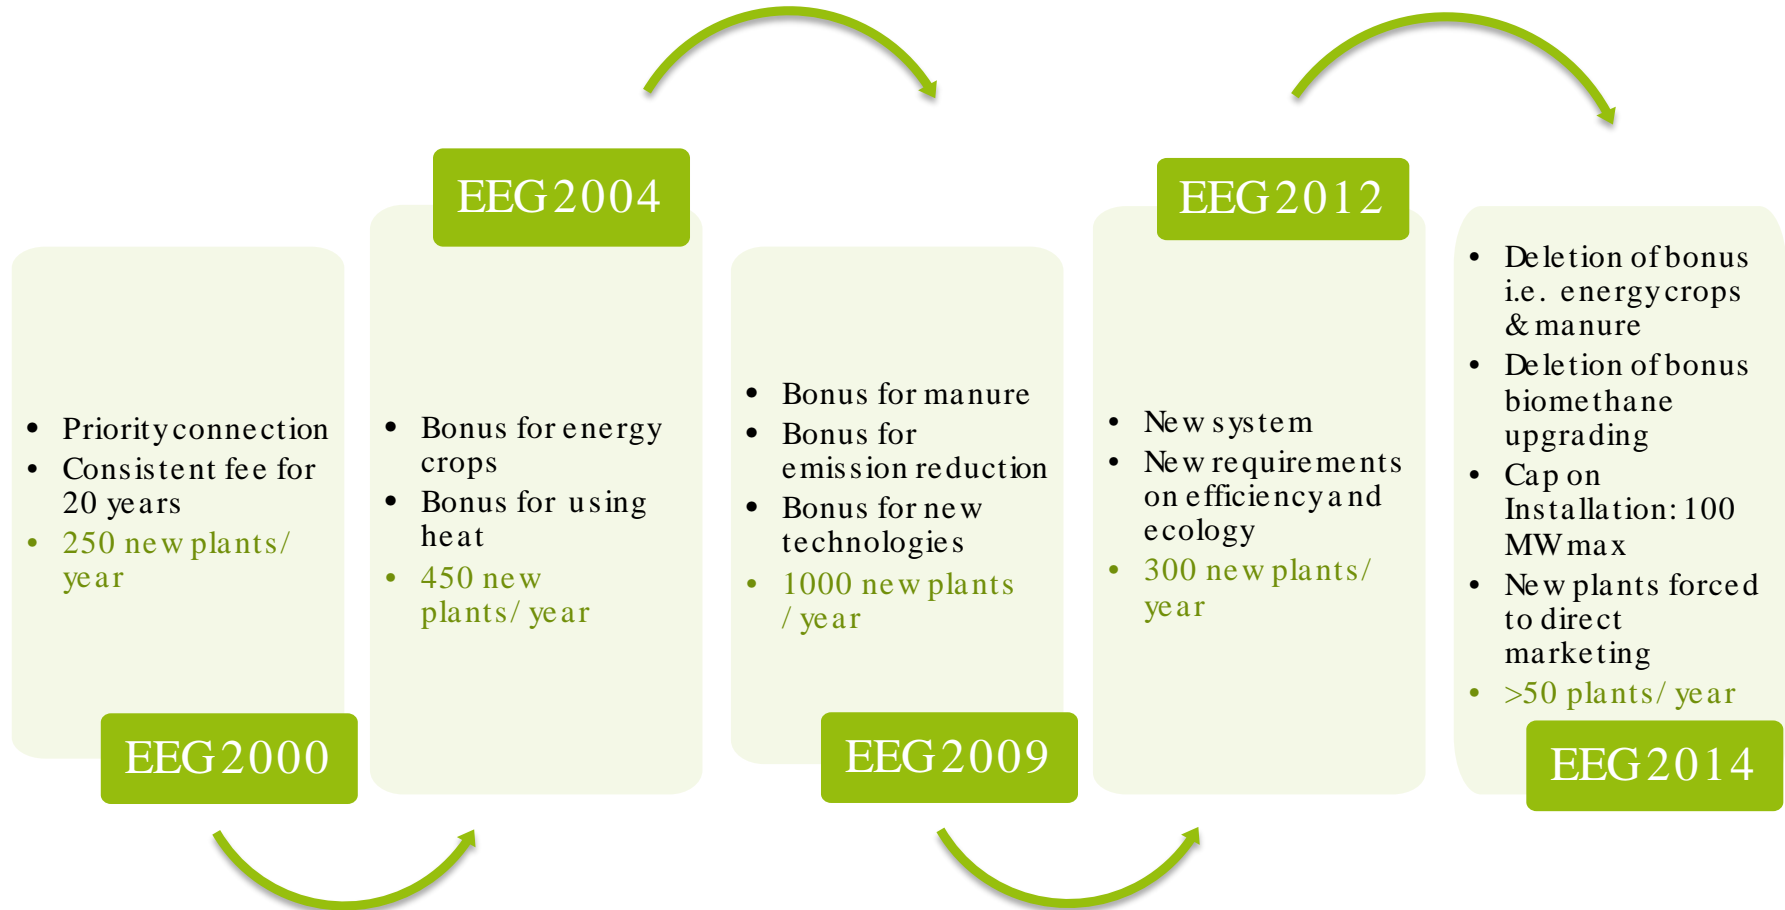 EEG 2000
• Priority connection
• Consistent fee for
20 years
• 250 new plants/
year
EEG 2004
• Bonus for energy
crops
• Bonus for using
heat
• 450 new
plants/ year
EEG 2009
• Bonus for manure
• Bonus for
emission reduction
• Bonus for new
technologies
• 1000 new plants
/ year
EEG 2012
• New system
• New requirements
on efficiency and
ecology
• 300 new plants/
year
• Deletion of bonus
i.e. energy crops
& manure
• Deletion of bonus
biomethane
upgrading
• Cap on
Installation: 100
MW max
• New plants forced
to direct
marketing
• >50 plants/ year
EEG 2014